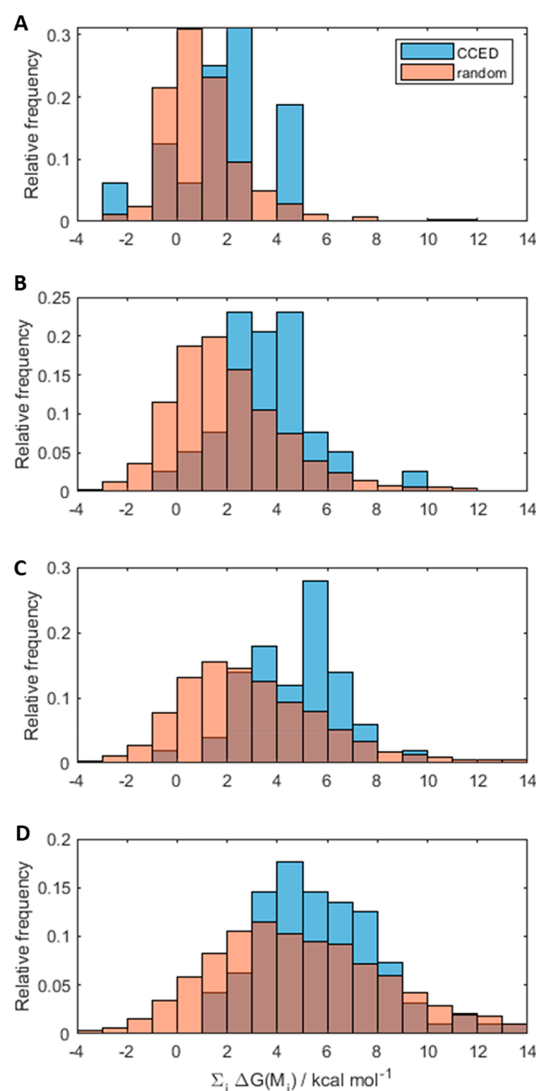 A
0.3
0.2
0.1
0
Relative frequency
CCED
random
-4 -2 0 2 4 6 8 10 12 14
B
0.25
0.2
0.15
0.1
0.05
0
Relative frequency
-4 -2 0 2 4 6 8 10 12 14
C
0.3
0.2
0.1
0
Relative frequency
-4 -2 0 2 4 6 8 10 12 14
D
0.2
0.15
0.1
0.05
0
Relative frequency
-4 -2 0 2 4 6 8 10 12 14
Σi ΔG(Mi) / kcal mol-1